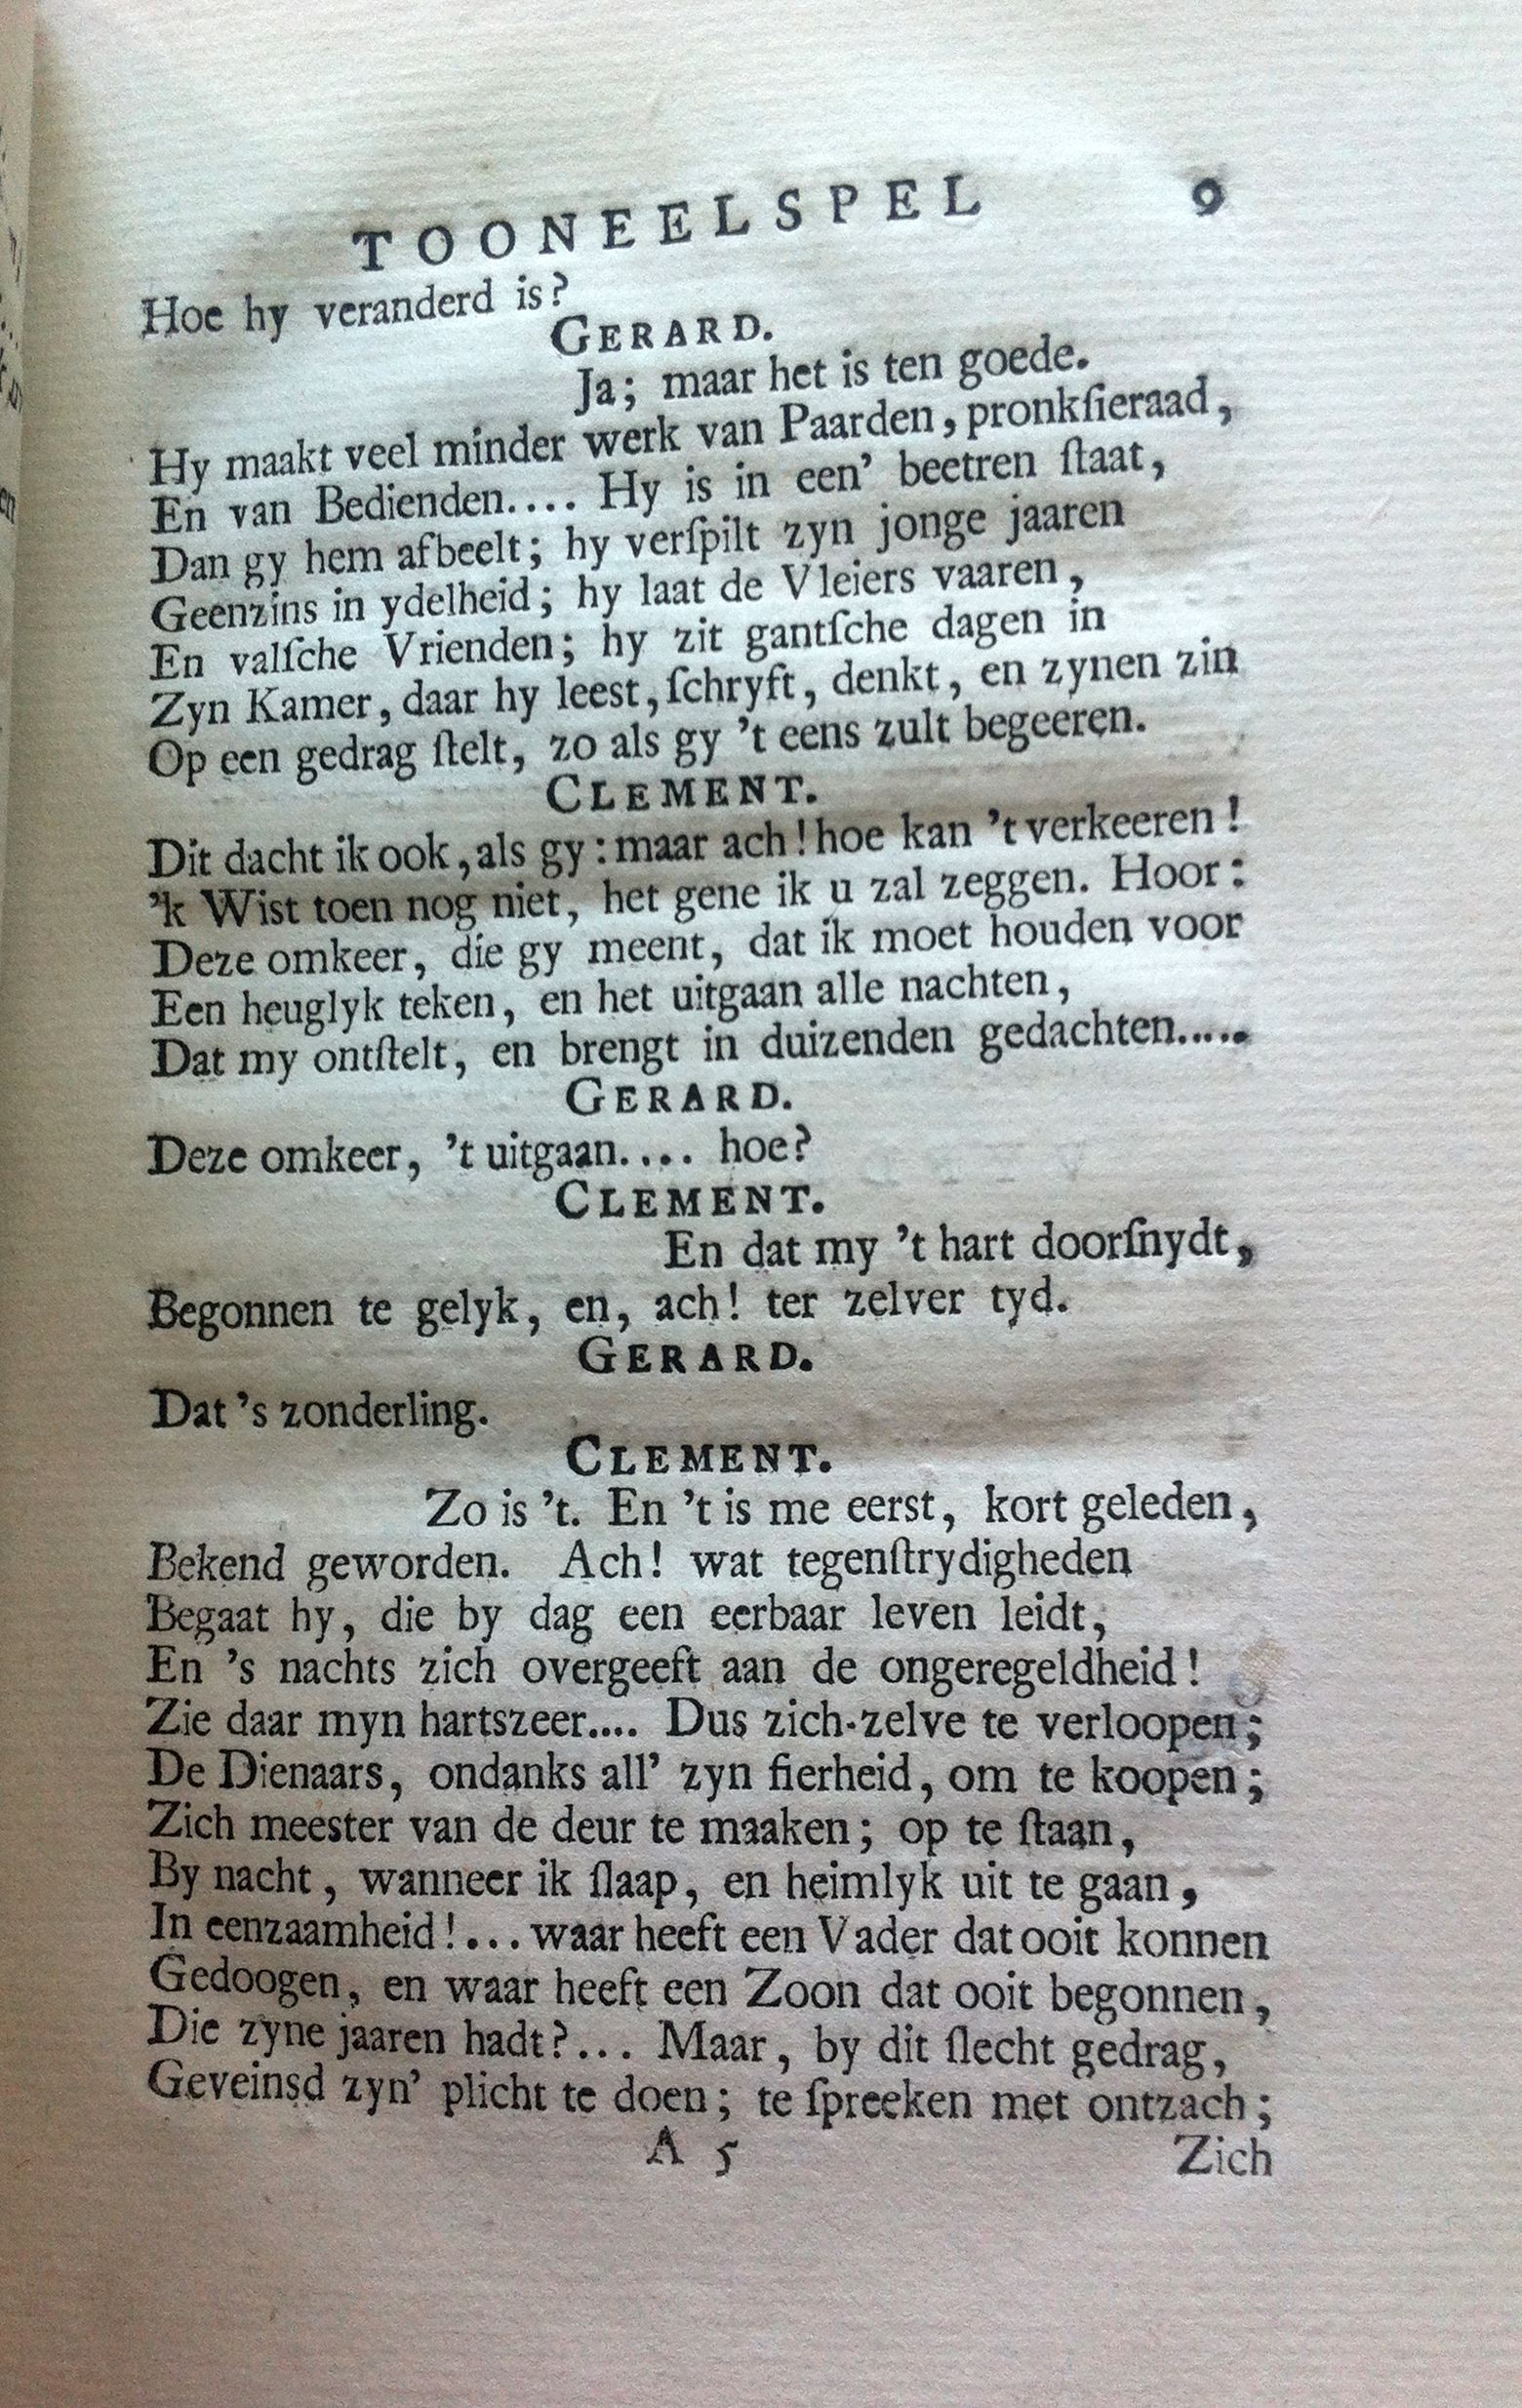 TOONEELSPEL 9
Hoe hy veranderd is?
GERARD.
Ja; maar het is ten goede.
Hy maakt veel minder werk van Paarden, pronkſieraad,
En van Bedienden.... Hy is in een' beetren ſtaat,
Dan gy hem afbeelt; hy verſpilt zyn jonge jaaren
Geenzins in ydelheid; hy laat de Vleiers vaaren,
En valſche Vrienden; hy zit gantſche dagen in
Zyn Kamer, daar hy leest, ſchryft, denkt, en zynen zin
Op een gedrag ſtelt, zo als gy 't eens zult begeeren.
CLEMENT.
Dit dacht ik ook, als gy: maar ach! hoe kan 't verkeeren!
'k Wist toen nog niet, het gene ik u zal zeggen. Hoor:
Deze omkeer, die gy meent, dat ik moet houden voor
Een heuglyk teken, en het uitgaan alle nachten,
Dat my ontſtelt, en brengt in duizenden gedachten.....
GERARD.
Deze omkeer, 't uitgaan.... hoe?
CLEMENT.
En dat my 't hart doorſnydt,
Begonnen te gelyk, en, ach! ter zelver tyd.
GERARD.
Dat 's zonderling.
CLEMENT.
Zo is 't. En 't is me eerst, kort geleden,
Bekend geworden. Ach! wat tegenſtrydigheden
Begaat hy, die by dag een eerbaar leven leidt,
En 's nachts zich overgeeft aan de ongeregeldheid!
Zie daar myn hartszeer.... Dus zich-zelve te verloopen;
De Dienaars, ondanks all' zyn fierheid, om te koopen;
Zich meester van de deur te maaken; op te ſtaan,
By nacht, wanneer ik ſlaap, en heimlyk uit te gaan,
In eenzaamheid!... waar heeft een Vader dat ooit konnen
Gedoogen, en waar heeft een Zoon dat ooit begonnen,
Die zyne jaaren hadt?... Maar, by dit ſlecht gedrag,
Geveinsd zyn' plicht te doen; te ſpreeken met ontzach;
A 5 Zich